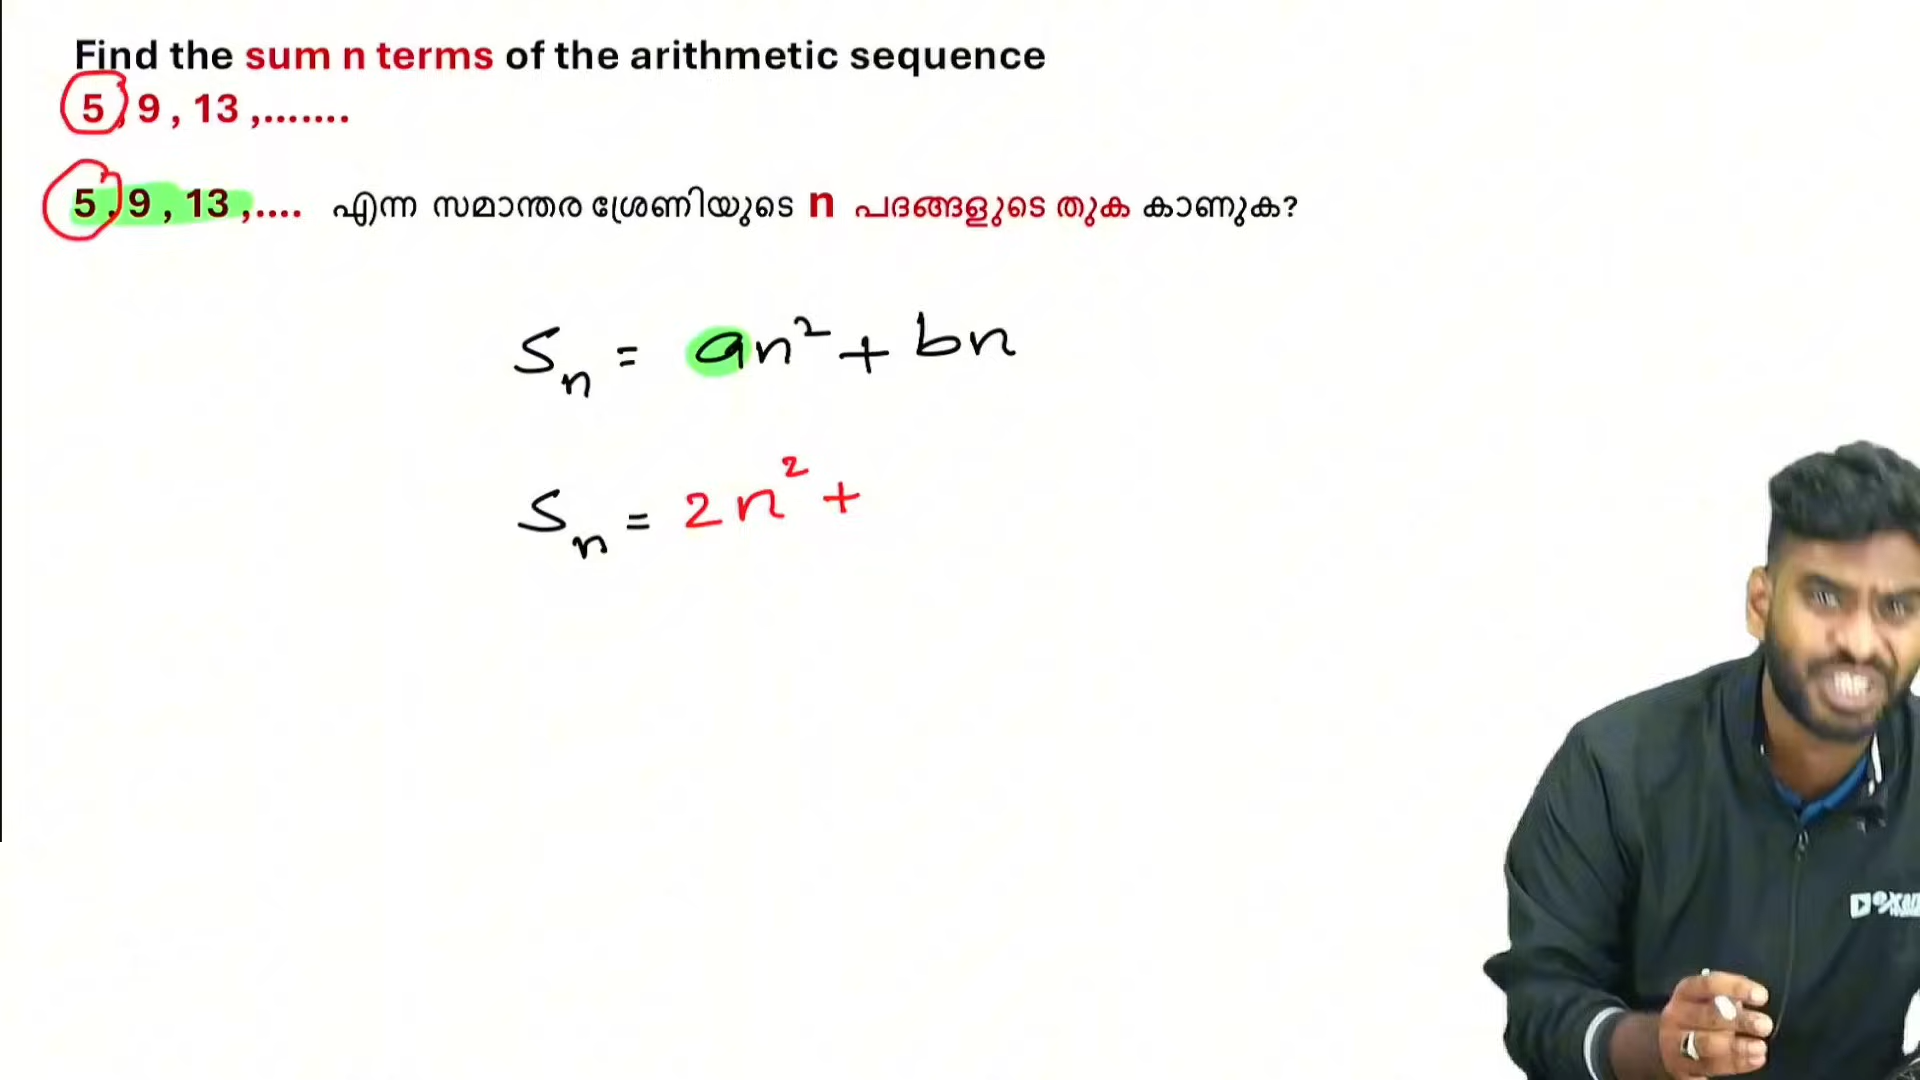 Find the sum n terms of the arithmetic sequence
5, 9 , 13 ,.......
5 , 9 , 13 ,.... എന്ന സമാന്തര ശ്രേണിയുടെ n പദങ്ങളുടെ തുക കാണുക?
Sₙ = an² + bn
Sₙ = 2n² +